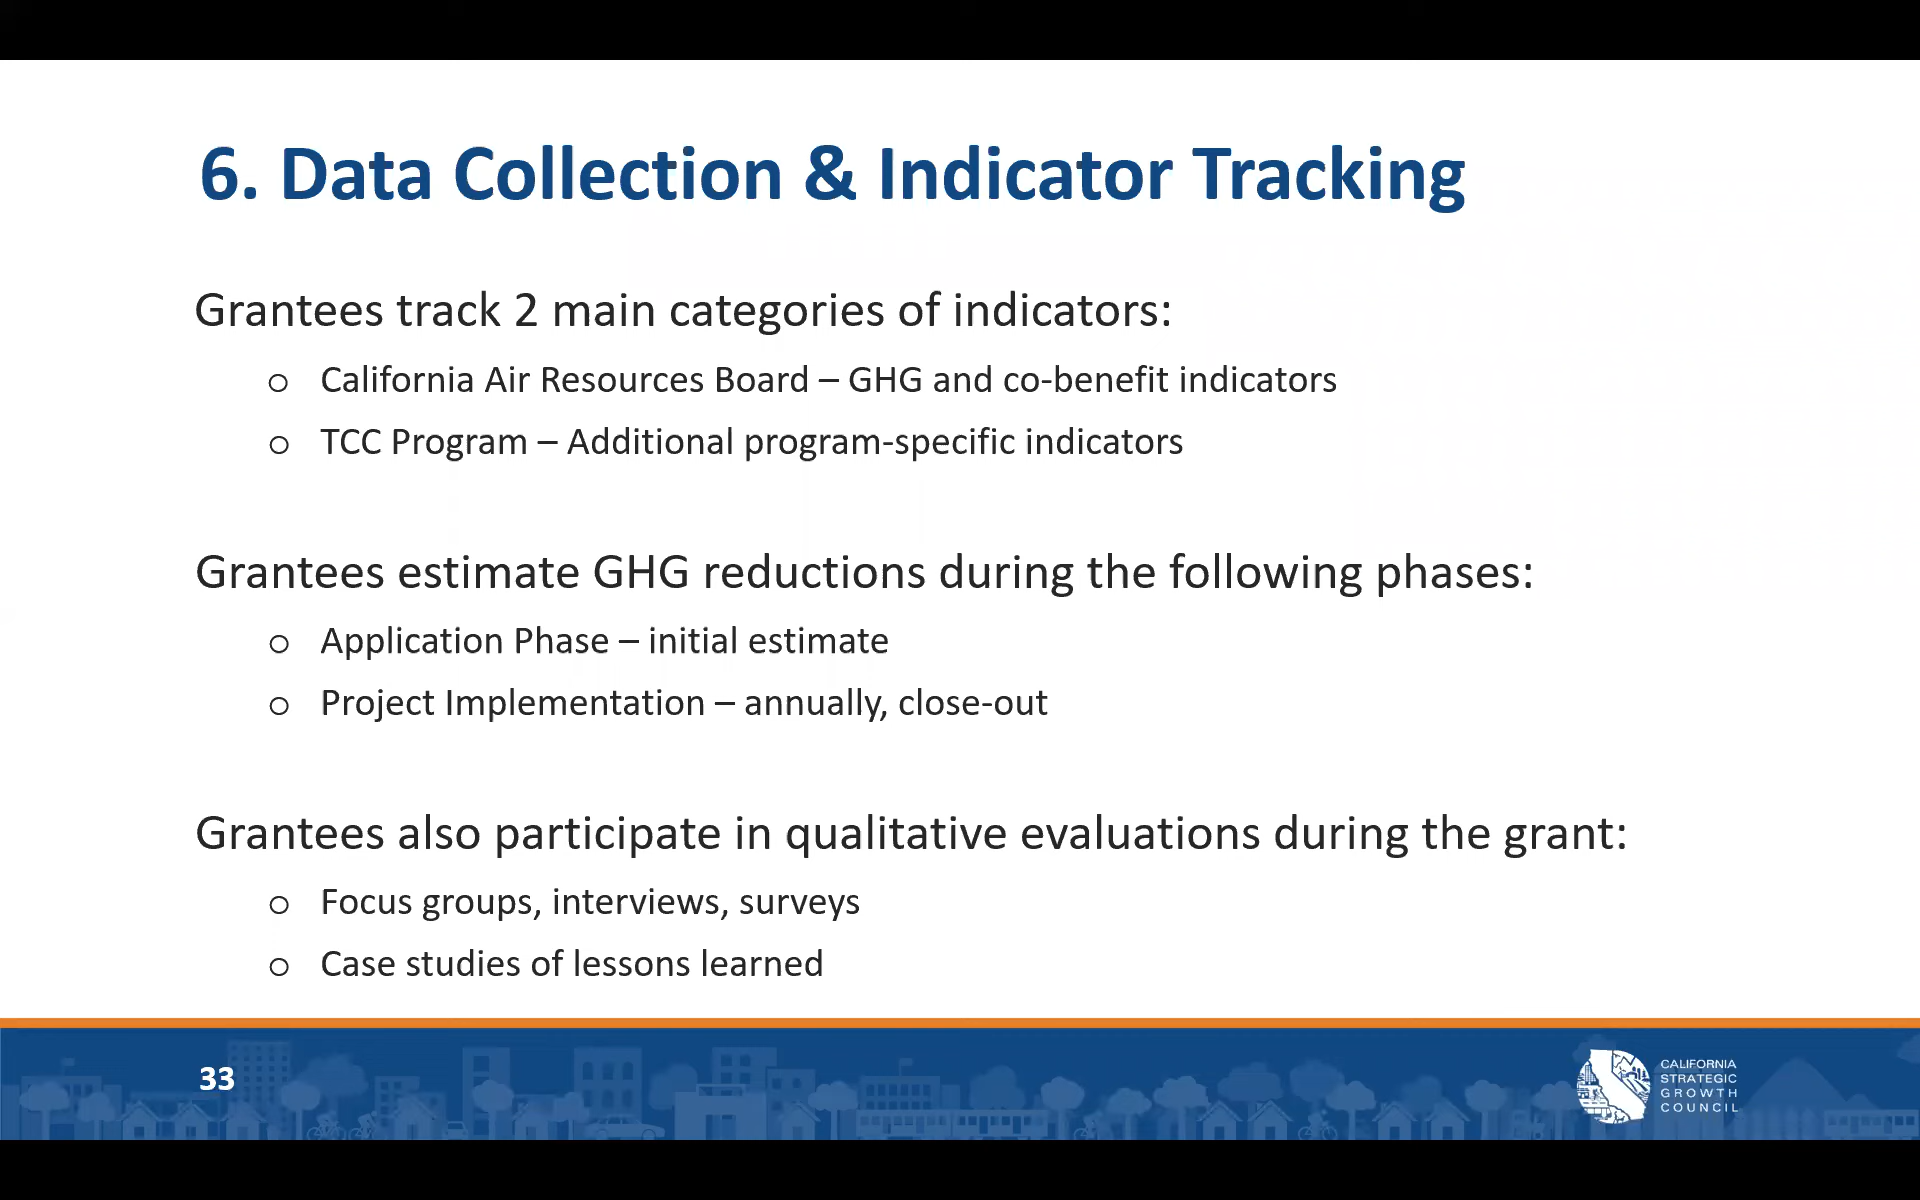 6. Data Collection & Indicator Tracking
Grantees track 2 main categories of indicators:
o California Air Resources Board – GHG and co-benefit indicators
o TCC Program – Additional program-specific indicators
Grantees estimate GHG reductions during the following phases:
o Application Phase – initial estimate
o Project Implementation – annually, close-out
Grantees also participate in qualitative evaluations during the grant:
o Focus groups, interviews, surveys
o Case studies of lessons learned
33
CALIFORNIA
STRATEGIC
GROWTH
COUNCIL